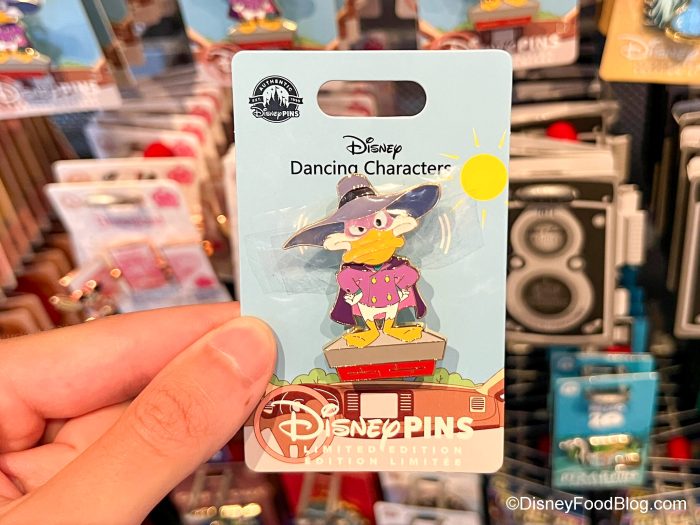 AUTHENTIC
DISNEY PINS
Disney
Dancing Characters
DISNEY PINS
LIMITED EDITION
EDITION LIMITÉE
©DisneyFoodBlog.com